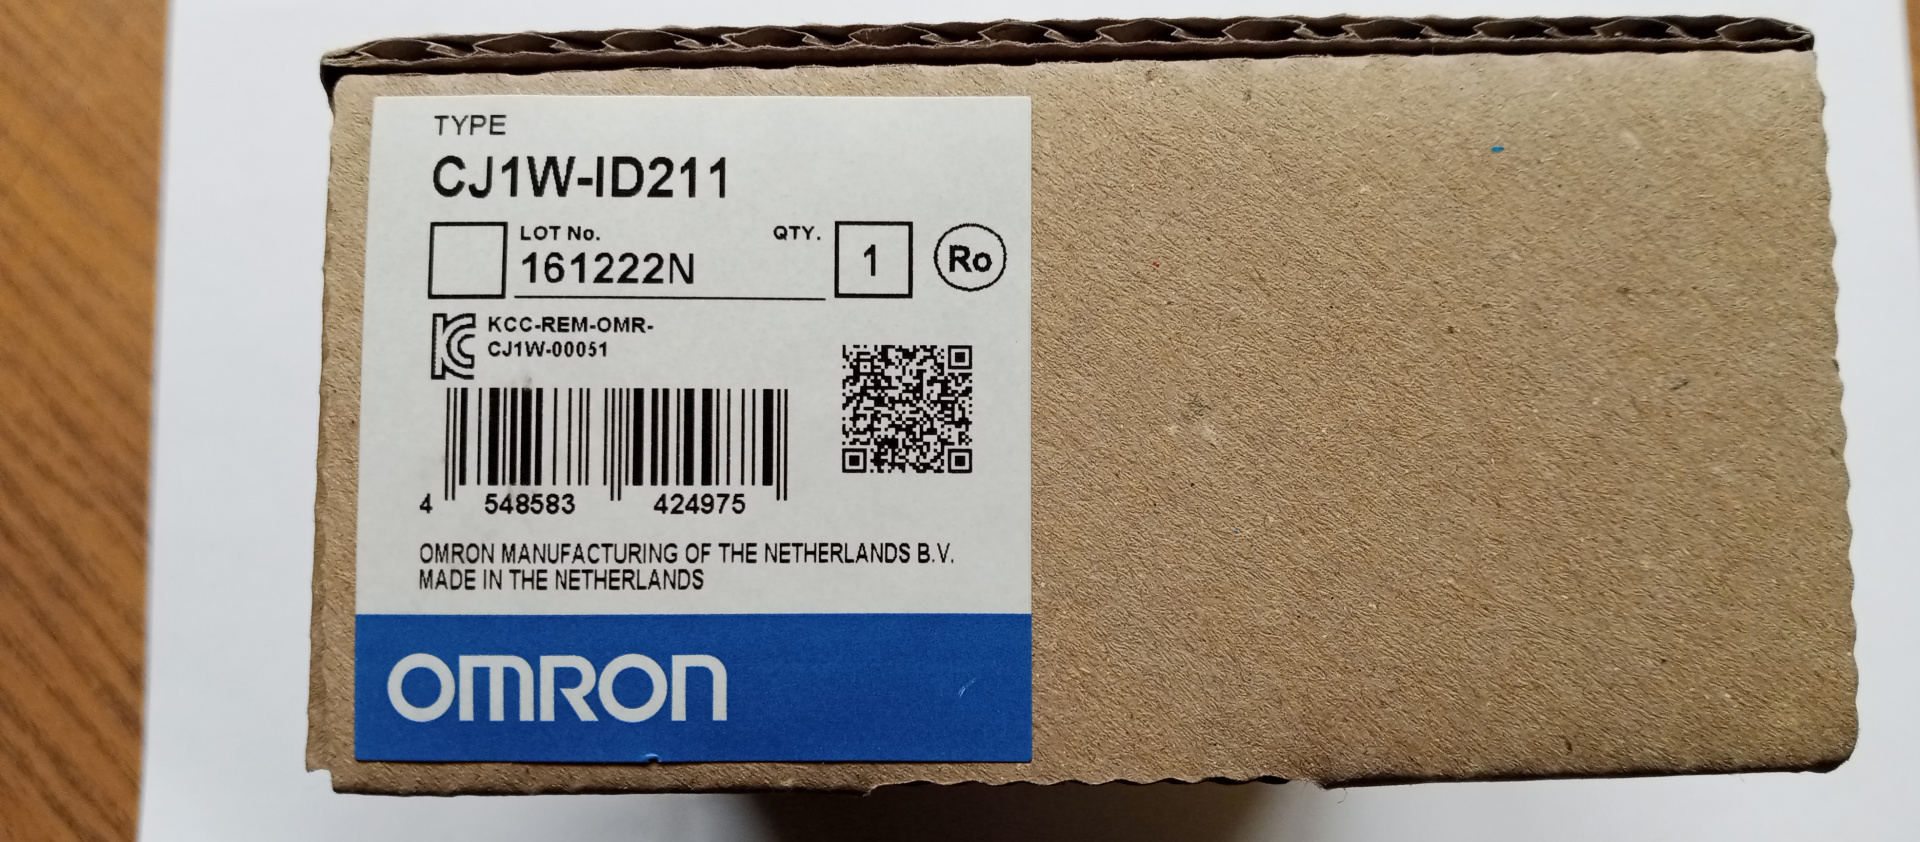 TYPE
CJ1W-ID211
LOT No. QTY.
161222N 1 Ro
KCC-REM-OMR-
CJ1W-00051
4 548583 424975
OMRON MANUFACTURING OF THE NETHERLANDS B.V.
MADE IN THE NETHERLANDS
OMRON